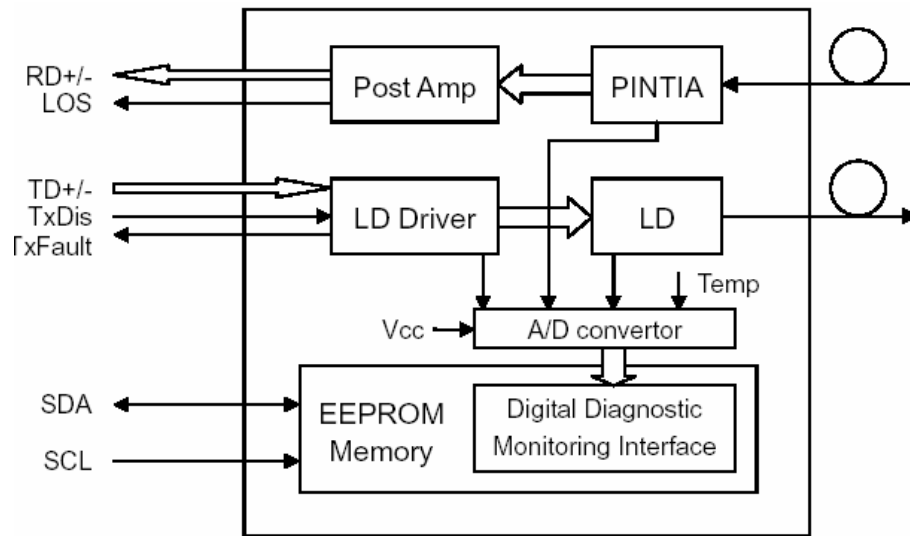 RD+/-
LOS
Post Amp
PINTIA
TD+/-
TxDis
TxFault
LD Driver
LD
Temp
Vcc
A/D convertor
SDA
SCL
EEPROM
Memory
Digital Diagnostic
Monitoring Interface